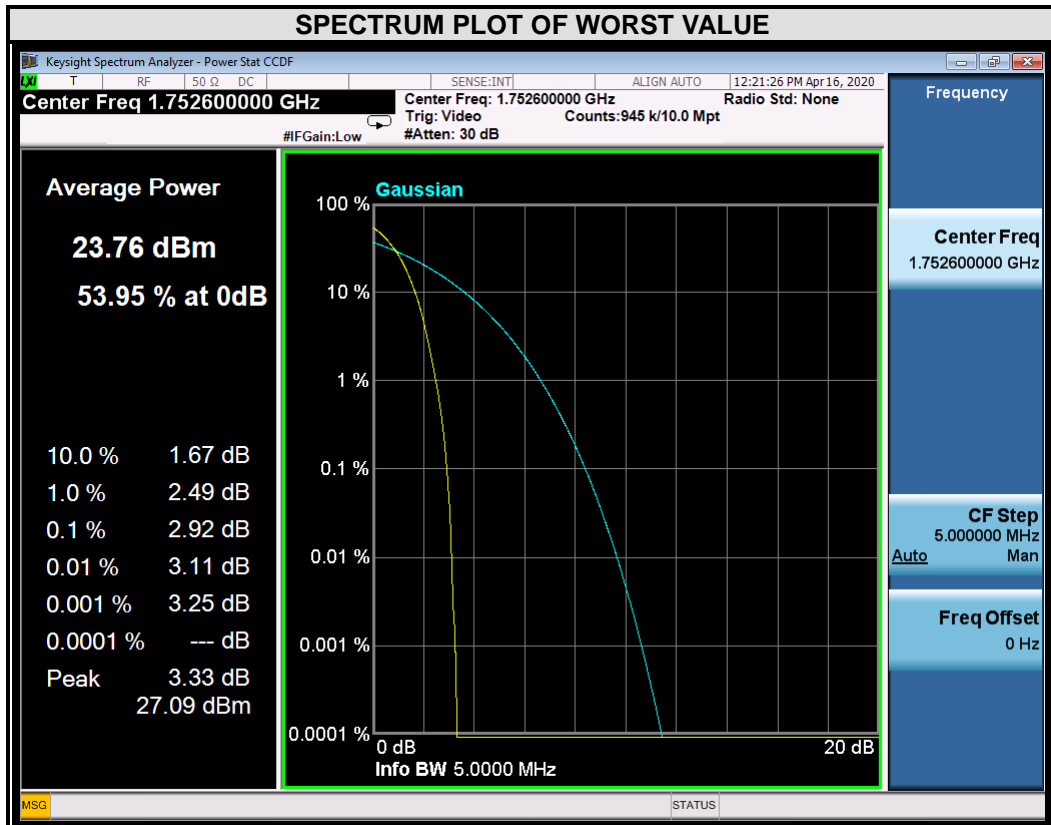 SPECTRUM PLOT OF WORST VALUE
Keysight Spectrum Analyzer - Power Stat CCDF
LXI T RF 50 Ω DC SENSE:INT ALIGN AUTO 12:21:26 PM Apr 16, 2020
Center Freq 1.752600000 GHz
Center Freq: 1.752600000 GHz Radio Std: None
Trig: Video Counts:945 k/10.0 Mpt
#IFGain:Low #Atten: 30 dB
Average Power
23.76 dBm
53.95 % at 0dB
10.0 % 1.67 dB
1.0 % 2.49 dB
0.1 % 2.92 dB
0.01 % 3.11 dB
0.001 % 3.25 dB
0.0001 % --- dB
Peak 3.33 dB
27.09 dBm
Gaussian
100 %
10 %
1 %
0.1 %
0.01 %
0.001 %
0.0001 %
0 dB 20 dB
Info BW 5.0000 MHz
Frequency
Center Freq
1.752600000 GHz
CF Step
5.000000 MHz
Auto Man
Freq Offset
0 Hz
MSG STATUS